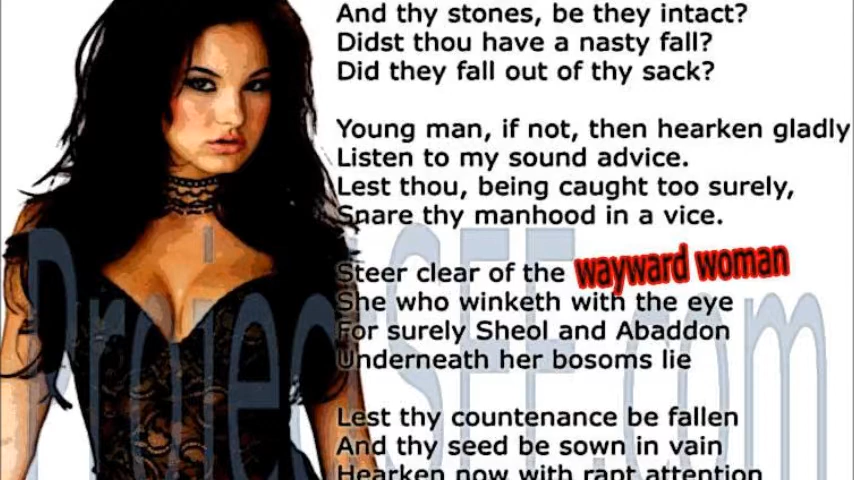 And thy stones, be they intact?
Didst thou have a nasty fall?
Did they fall out of thy sack?
Young man, if not, then hearken gladly
Listen to my sound advice.
Lest thou, being caught too surely,
Snare thy manhood in a vice.
Steer clear of the wayward woman
She who winketh with the eye
For surely Sheol and Abaddon
Underneath her bosoms lie
Lest thy countenance be fallen
And thy seed be sown in vain
Hearken now with rapt attention
ProjectSEE.com